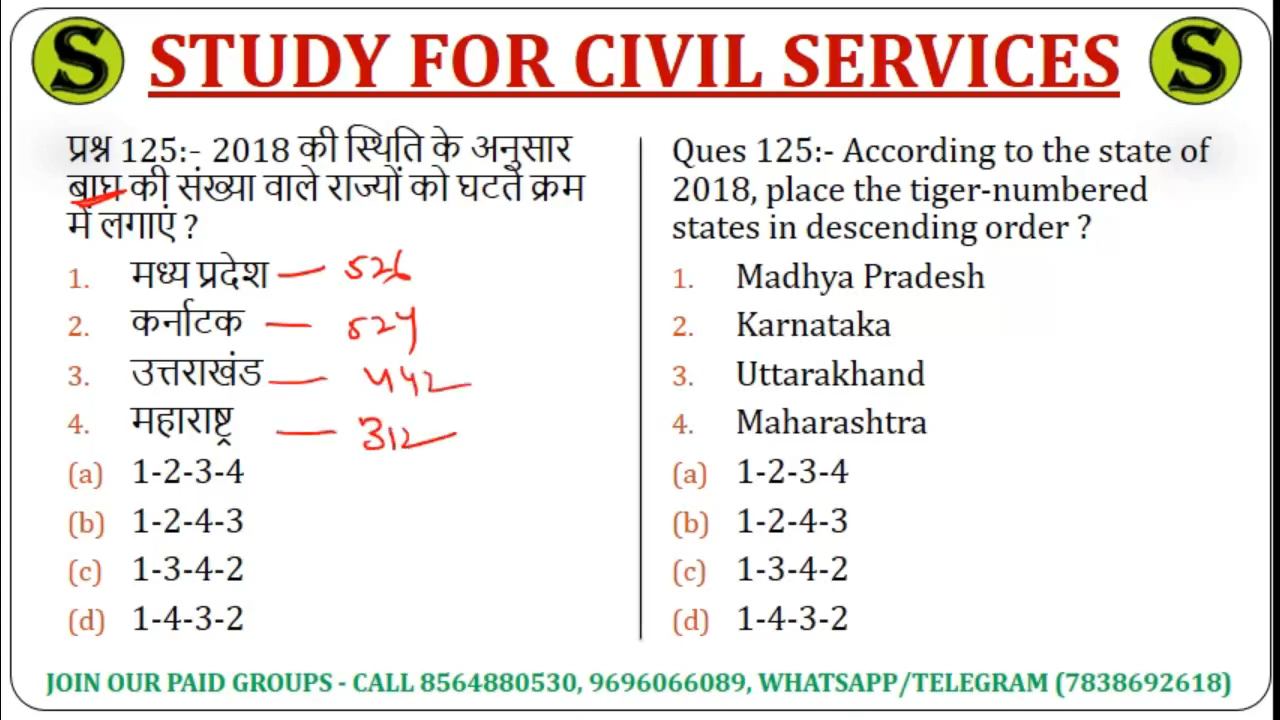 S STUDY FOR CIVIL SERVICES S
प्रश्न 125:- 2018 की स्थिति के अनुसार
बाघ की संख्या वाले राज्यों को घटते क्रम
में लगाएं ?
1. मध्य प्रदेश — 526
2. कर्नाटक — 524
3. उत्तराखंड — 442
4. महाराष्ट्र — 312
(a) 1-2-3-4
(b) 1-2-4-3
(c) 1-3-4-2
(d) 1-4-3-2
Ques 125:- According to the state of
2018, place the tiger-numbered
states in descending order ?
1. Madhya Pradesh
2. Karnataka
3. Uttarakhand
4. Maharashtra
(a) 1-2-3-4
(b) 1-2-4-3
(c) 1-3-4-2
(d) 1-4-3-2
JOIN OUR PAID GROUPS - CALL 8564880530, 9696066089, WHATSAPP/TELEGRAM (7838692618)